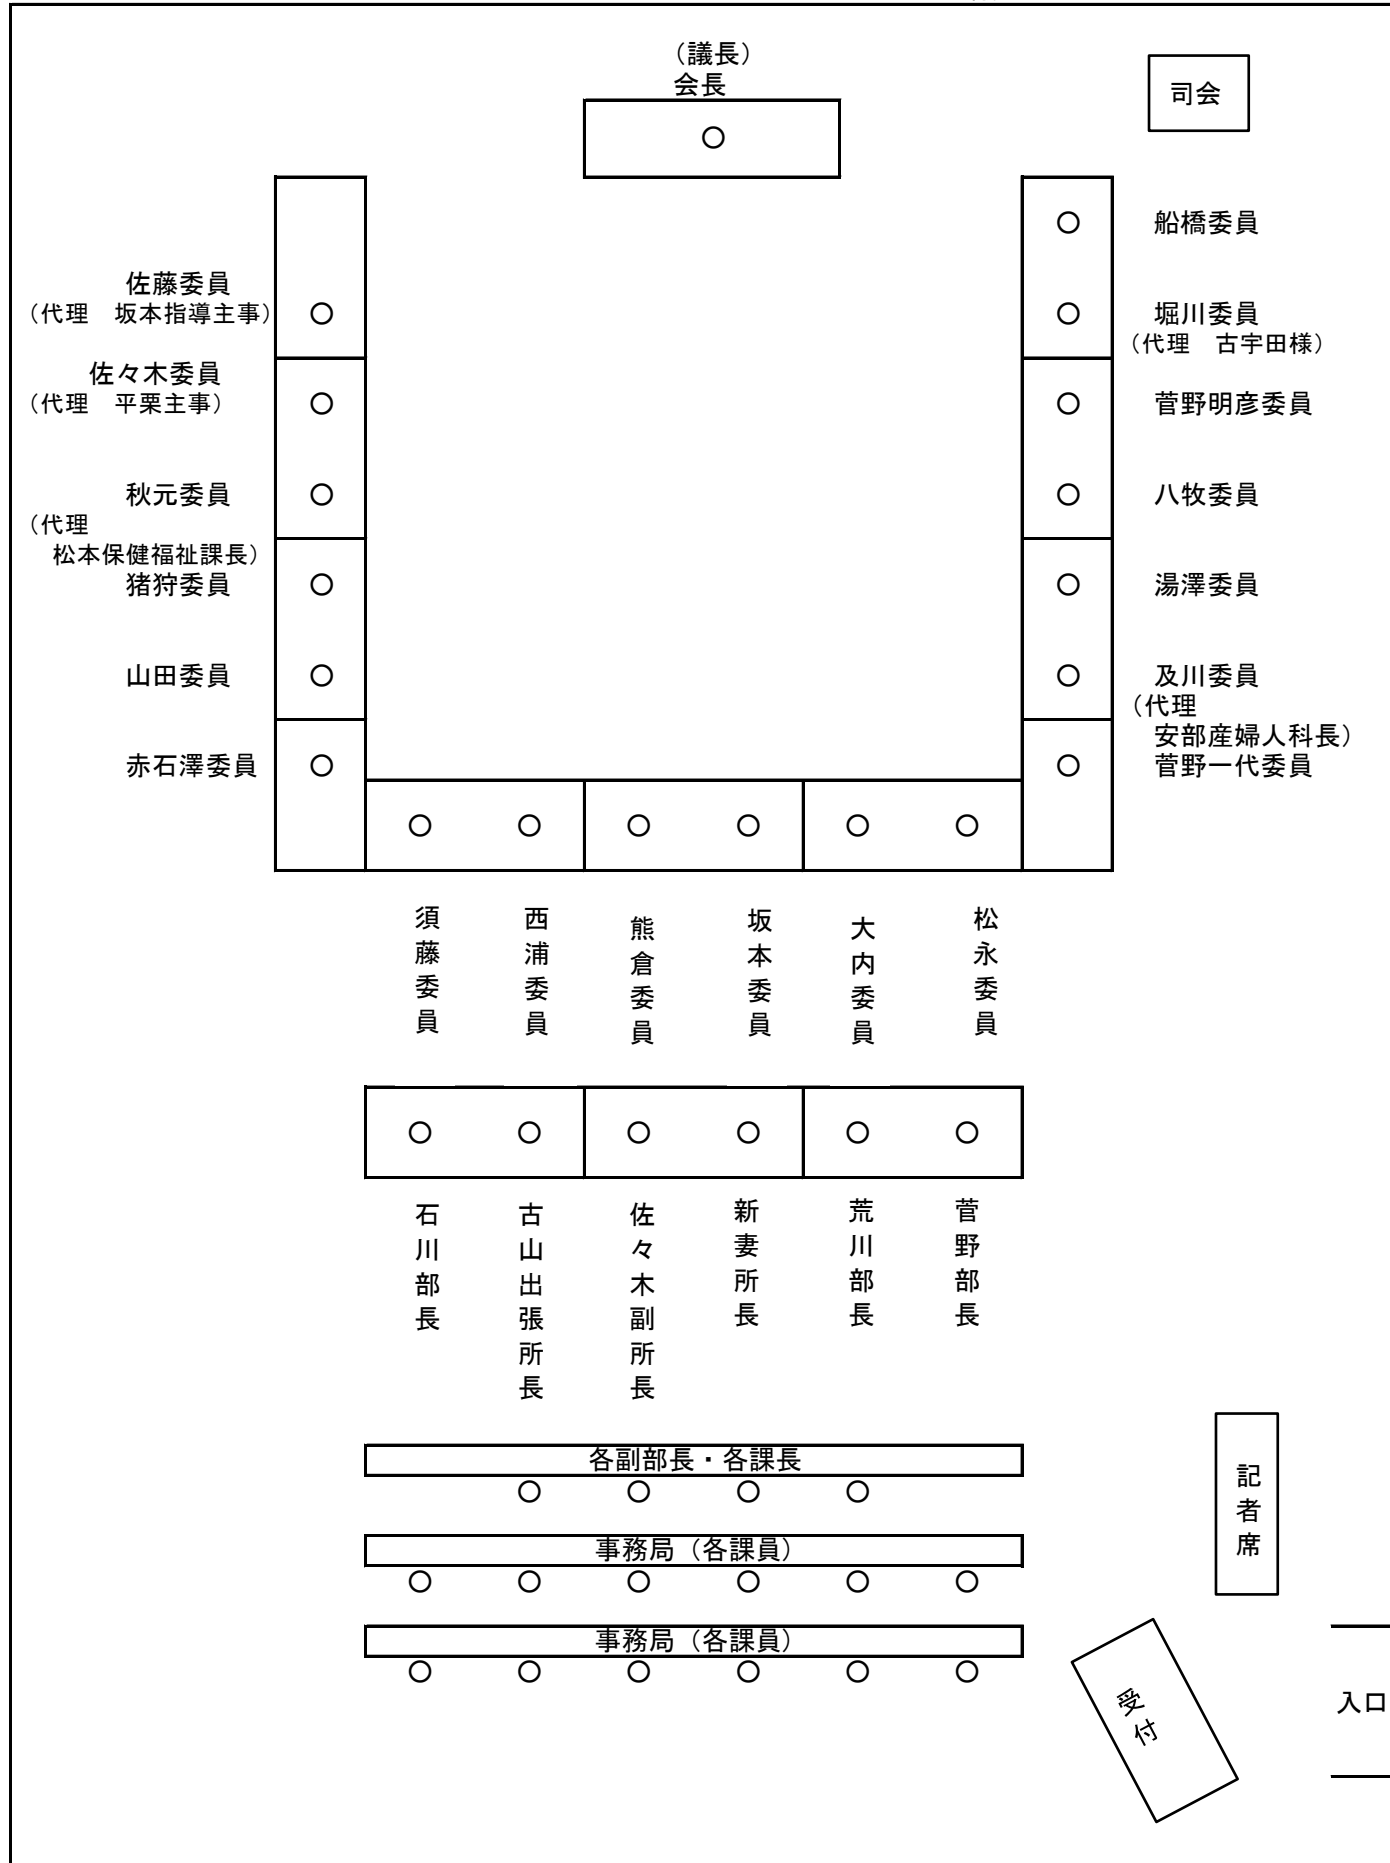 （議長）
会長
司会
船橋委員
佐藤委員
（代理　坂本指導主事）
堀川委員
（代理　古宇田様）
佐々木委員
（代理　平栗主事）
菅野明彦委員
秋元委員
（代理
松本保健福祉課長）
八牧委員
猪狩委員
湯澤委員
山田委員
及川委員
（代理
安部産婦人科長）
赤石澤委員
菅野一代委員
須藤委員
西浦委員
熊倉委員
坂本委員
大内委員
松永委員
石川部長
古山出張所長
佐々木副所長
新妻所長
荒川部長
菅野部長
各副部長・各課長
事務局（各課員）
事務局（各課員）
記者席
受付
入口